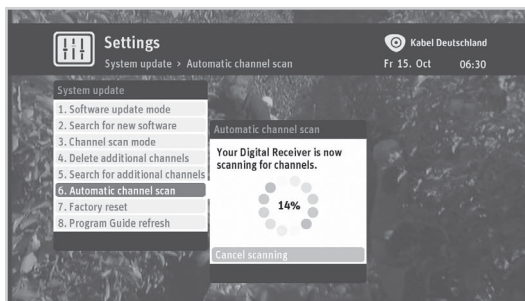 Settings
Kabel Deutschland
System update > Automatic channel scan
Fr 15. Oct 06:30
System update
1. Software update mode
2. Search for new software
3. Channel scan mode
4. Delete additional channels
5. Search for additional channels
6. Automatic channel scan
7. Factory reset
8. Program Guide refresh
Automatic channel scan
Your Digital Receiver is now
scanning for channels.
14%
Cancel scanning